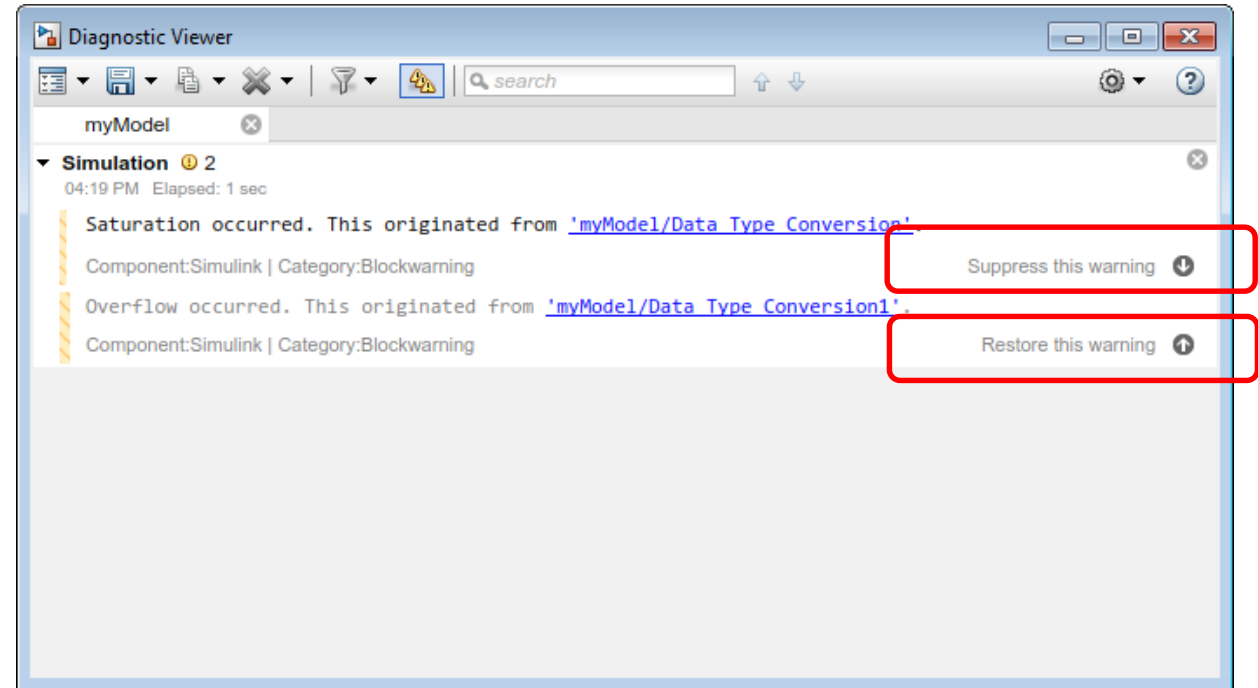 Diagnostic Viewer
search
myModel
Simulation 2
04:19 PM Elapsed: 1 sec
Saturation occurred. This originated from 'myModel/Data Type Conversion'.
Component:Simulink | Category:Blockwarning Suppress this warning
Overflow occurred. This originated from 'myModel/Data Type Conversion1'.
Component:Simulink | Category:Blockwarning Restore this warning